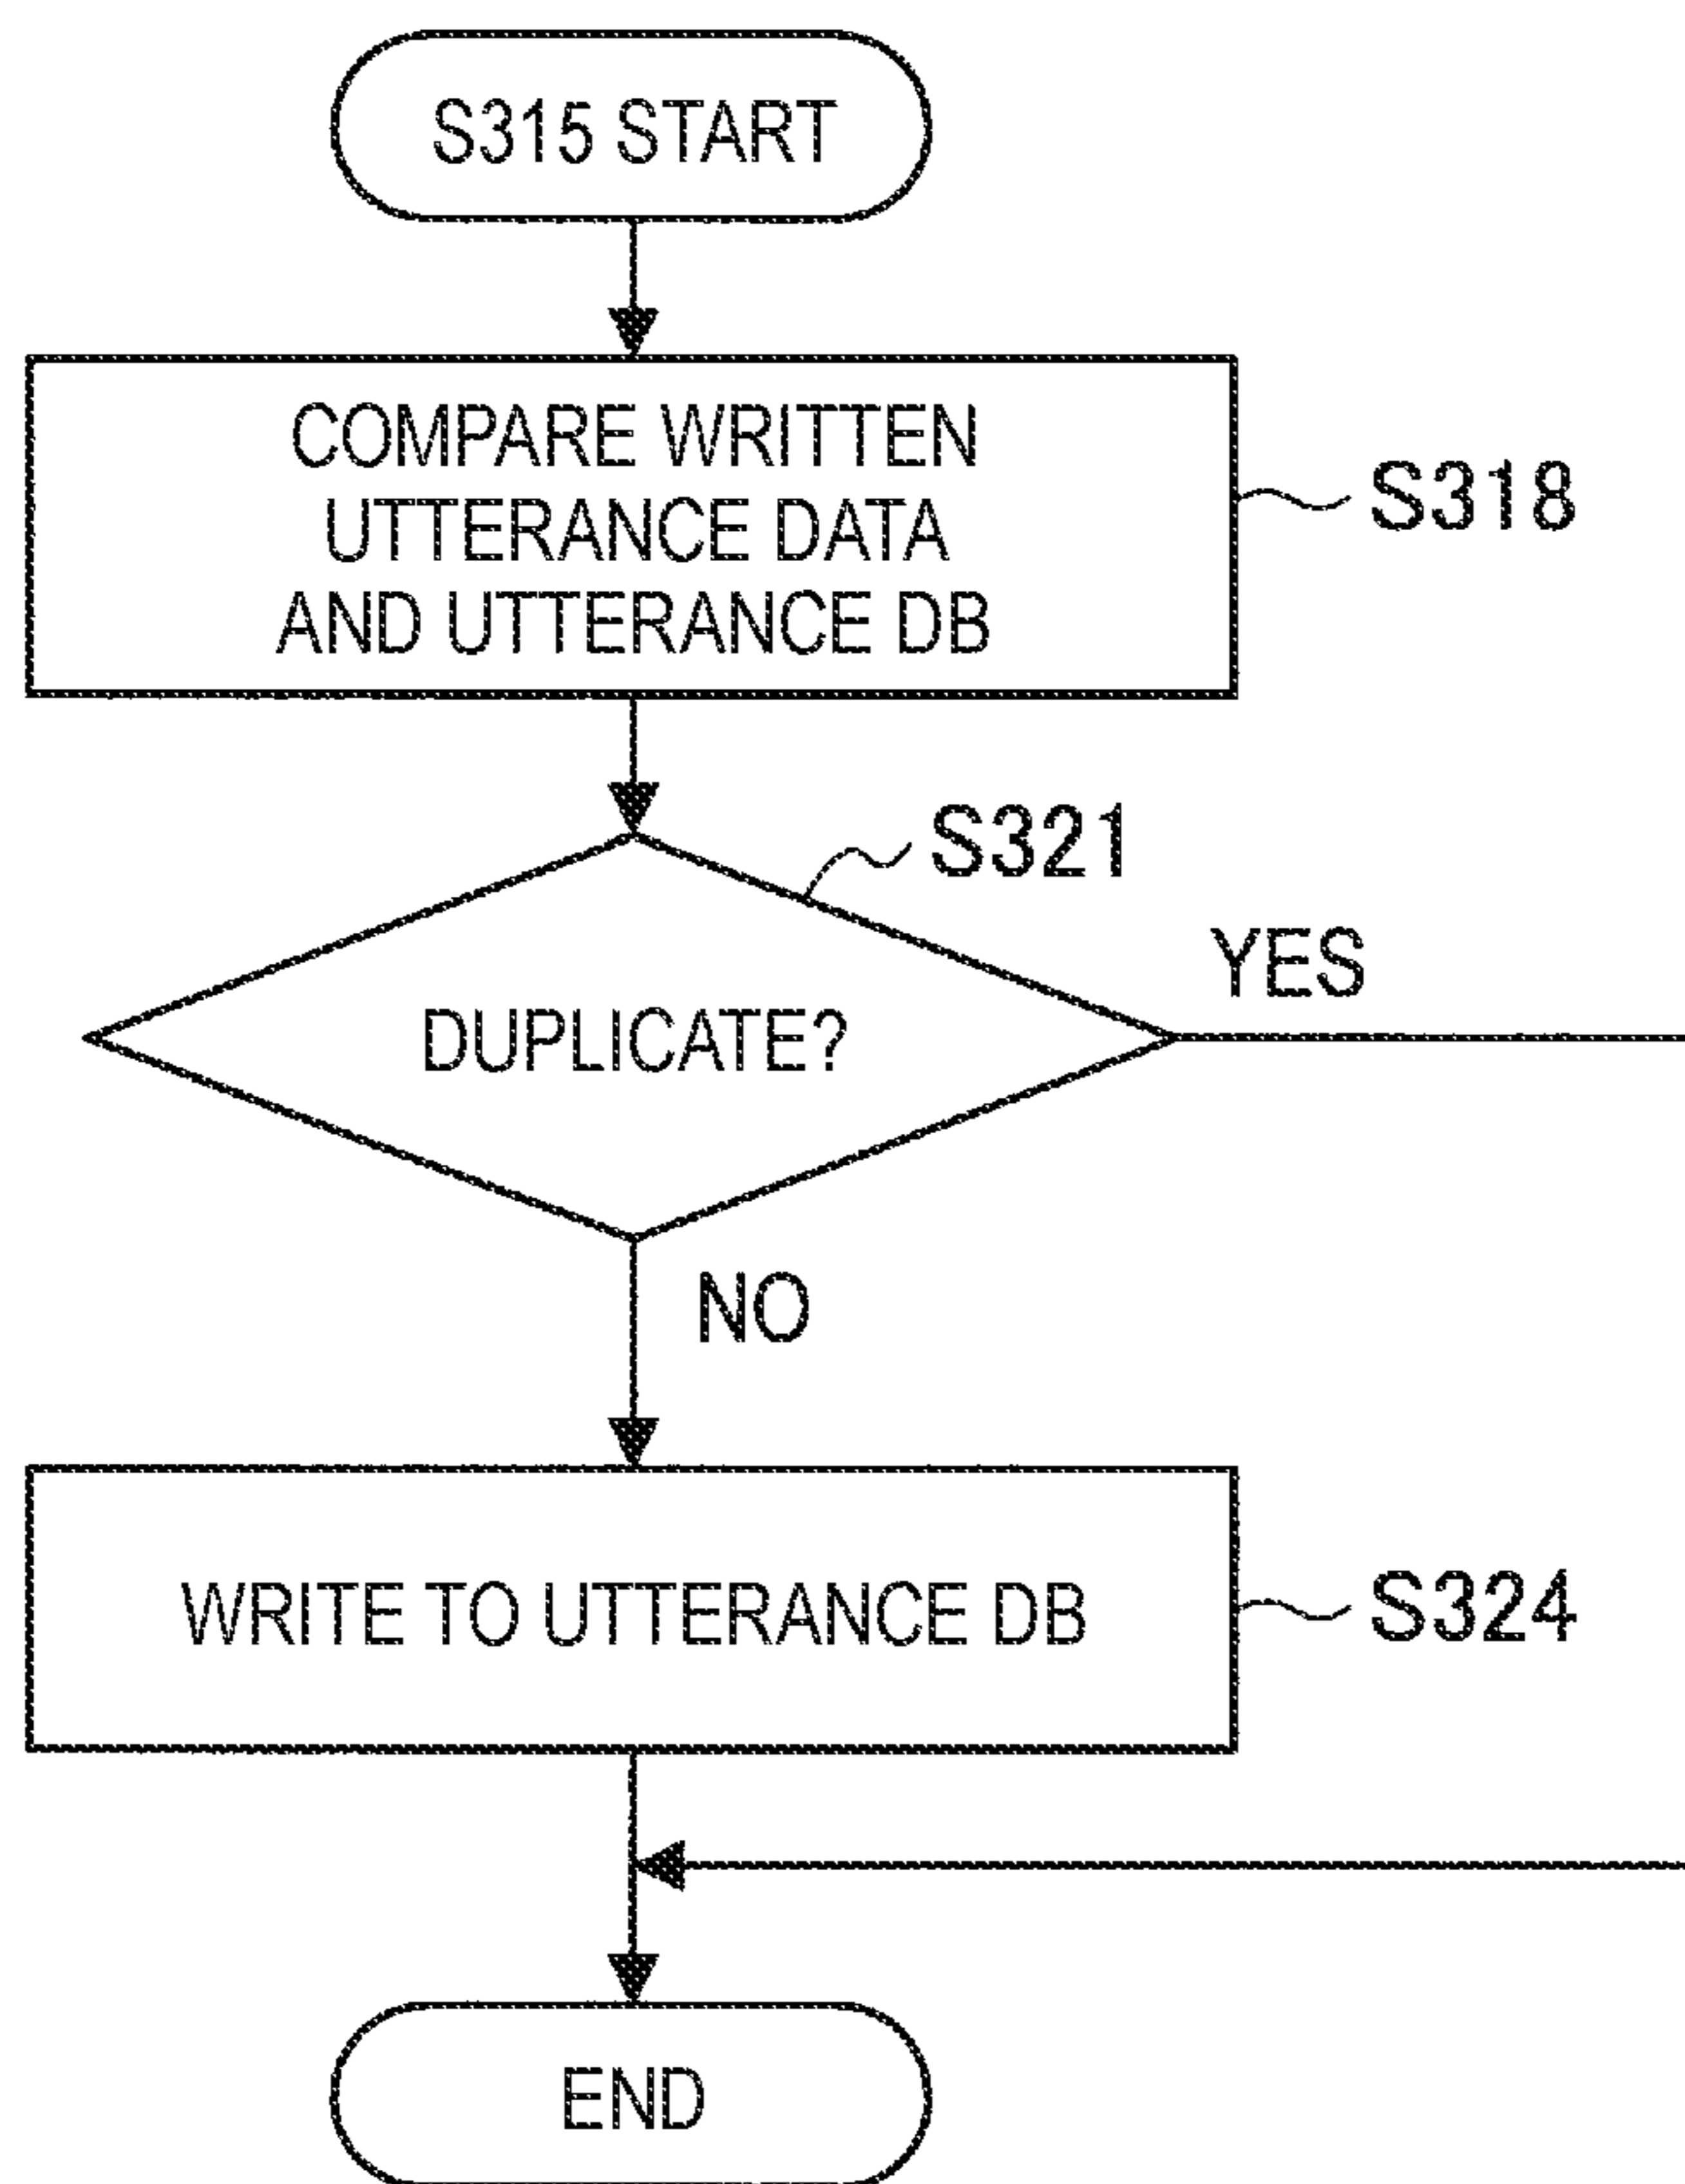 S315 START
COMPARE WRITTEN
UTTERANCE DATA
AND UTTERANCE DB
S318
S321
DUPLICATE?
YES
NO
WRITE TO UTTERANCE DB
S324
END